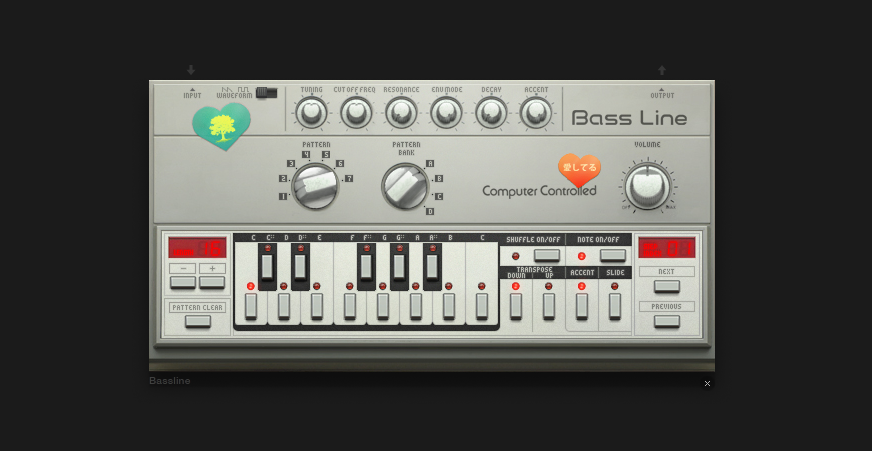 INPUT
WAVEFORM
TUNING CUT OFF FREQ RESONANCE ENV MODE DECAY ACCENT
OUTPUT
Bass Line
PATTERN
1 2 3 4 5 6 7
PATTERN
BANK
A
B
C
D
愛してる
Computer Controlled
VOLUME
C C# D D# E F F# G G# A A# B C
SHUFFLE ON/OFF NOTE ON/OFF
TRANSPOSE
DOWN UP ACCENT SLIDE
− +
PATTERN CLEAR
NEXT
PREVIOUS
Bassline